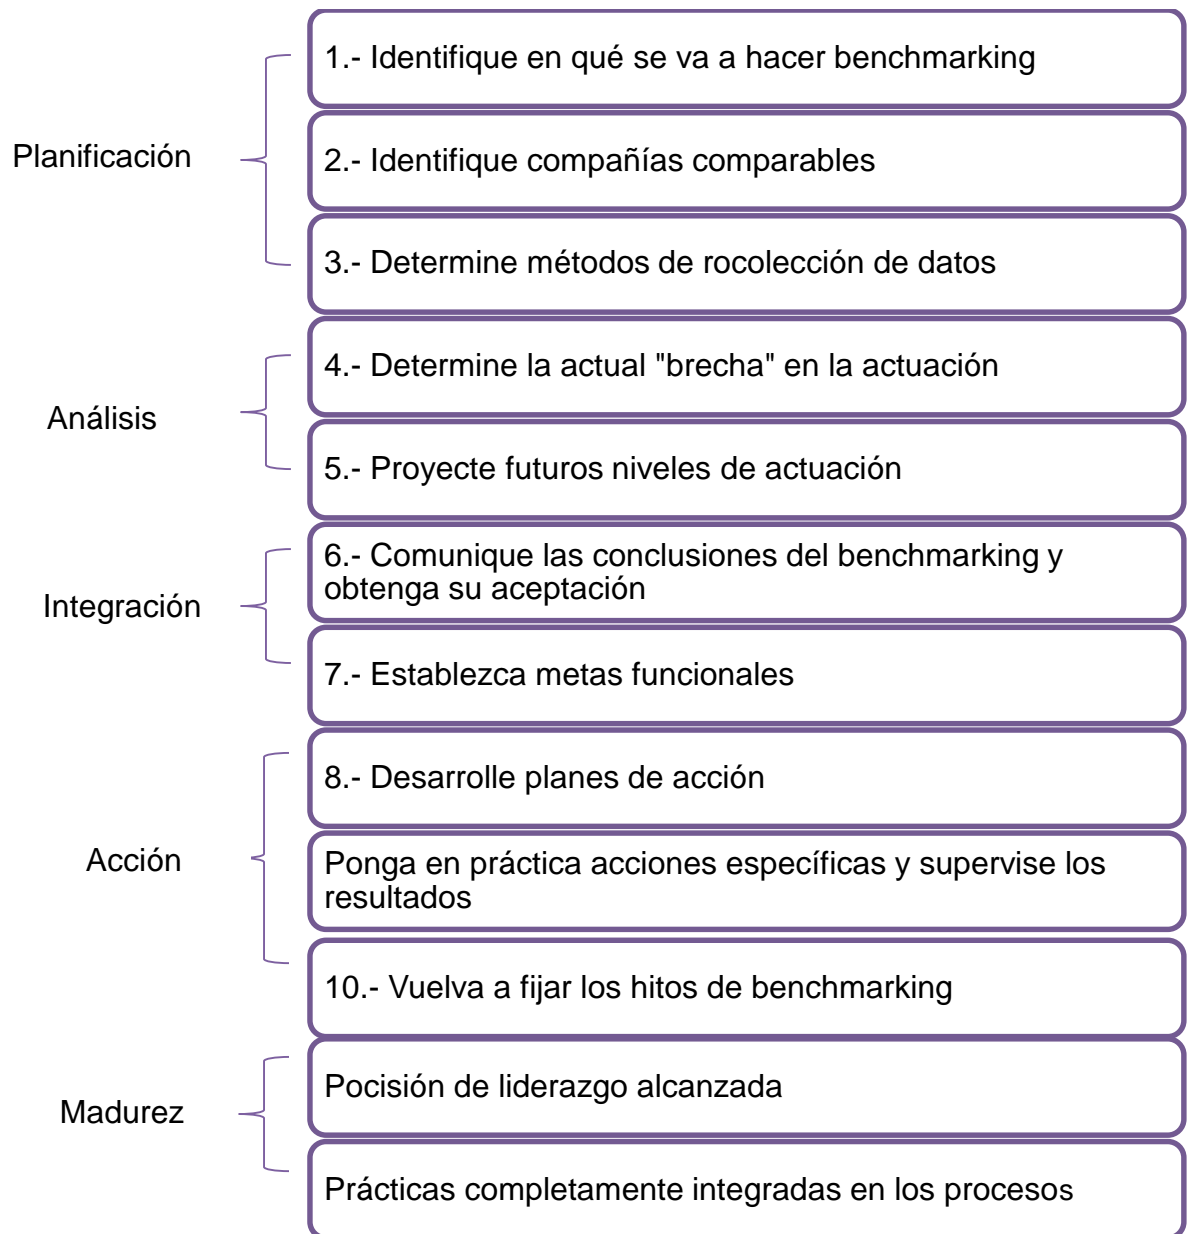 1.- Identifique en qué se va a hacer benchmarking
Planificación
2.- Identifique compañías comparables
3.- Determine métodos de rocolección de datos
4.- Determine la actual "brecha" en la actuación
Análisis
5.- Proyecte futuros niveles de actuación
6.- Comunique las conclusiones del benchmarking y
obtenga su aceptación
Integración
7.- Establezca metas funcionales
8.- Desarrolle planes de acción
Acción
Ponga en práctica acciones específicas y supervise los
resultados
10.- Vuelva a fijar los hitos de benchmarking
Pocisión de liderazgo alcanzada
Madurez
Prácticas completamente integradas en los procesos